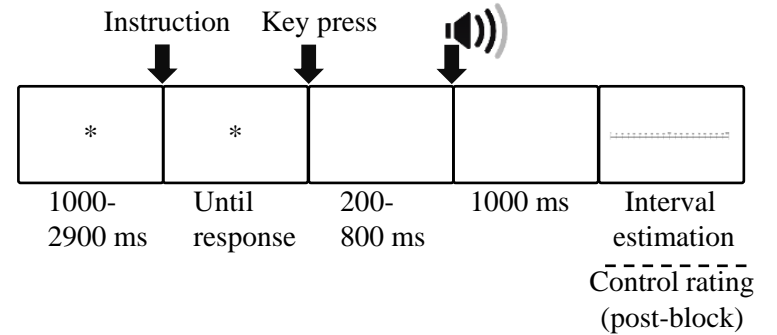 Instruction Key press
* *
1000-
2900 ms
Until
response
200-
800 ms
1000 ms
Interval
estimation
Control rating
(post-block)